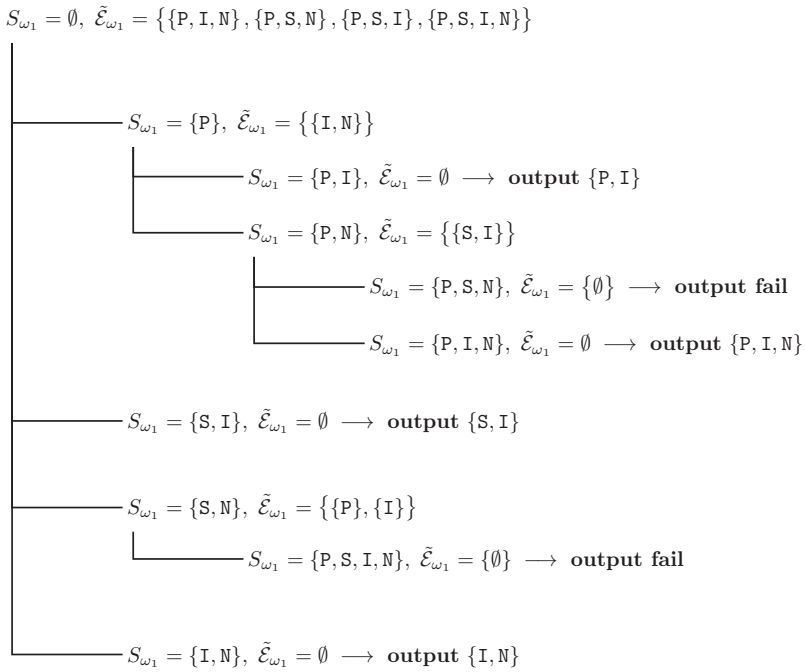 S_{ω_1} = ∅, \tilde{ℰ}_{ω_1} = {{P, I, N}, {P, S, N}, {P, S, I}, {P, S, I, N}}
S_{ω_1} = {P}, \tilde{ℰ}_{ω_1} = {{I, N}}
S_{ω_1} = {P, I}, \tilde{ℰ}_{ω_1} = ∅ ⟶ output {P, I}
S_{ω_1} = {P, N}, \tilde{ℰ}_{ω_1} = {{S, I}}
S_{ω_1} = {P, S, N}, \tilde{ℰ}_{ω_1} = {∅} ⟶ output fail
S_{ω_1} = {P, I, N}, \tilde{ℰ}_{ω_1} = ∅ ⟶ output {P, I, N}
S_{ω_1} = {S, I}, \tilde{ℰ}_{ω_1} = ∅ ⟶ output {S, I}
S_{ω_1} = {S, N}, \tilde{ℰ}_{ω_1} = {{P}, {I}}
S_{ω_1} = {P, S, I, N}, \tilde{ℰ}_{ω_1} = {∅} ⟶ output fail
S_{ω_1} = {I, N}, \tilde{ℰ}_{ω_1} = ∅ ⟶ output {I, N}